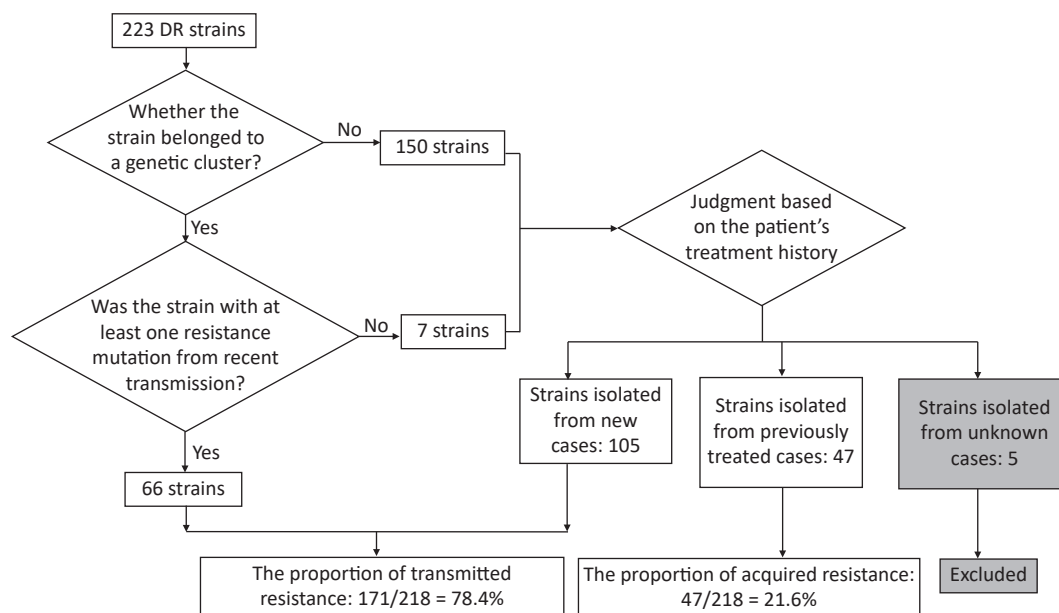 223 DR strains
Whether the
strain belonged to
a genetic cluster?
No
150 strains
Yes
Judgment based
on the patient’s
treatment history
Was the strain with at
least one resistance
mutation from recent
transmission?
No
7 strains
Yes
66 strains
Strains isolated
from new
cases: 105
Strains isolated
from previously
treated cases: 47
Strains isolated
from unknown
cases: 5
The proportion of transmitted
resistance: 171/218 = 78.4%
The proportion of acquired resistance:
47/218 = 21.6%
Excluded